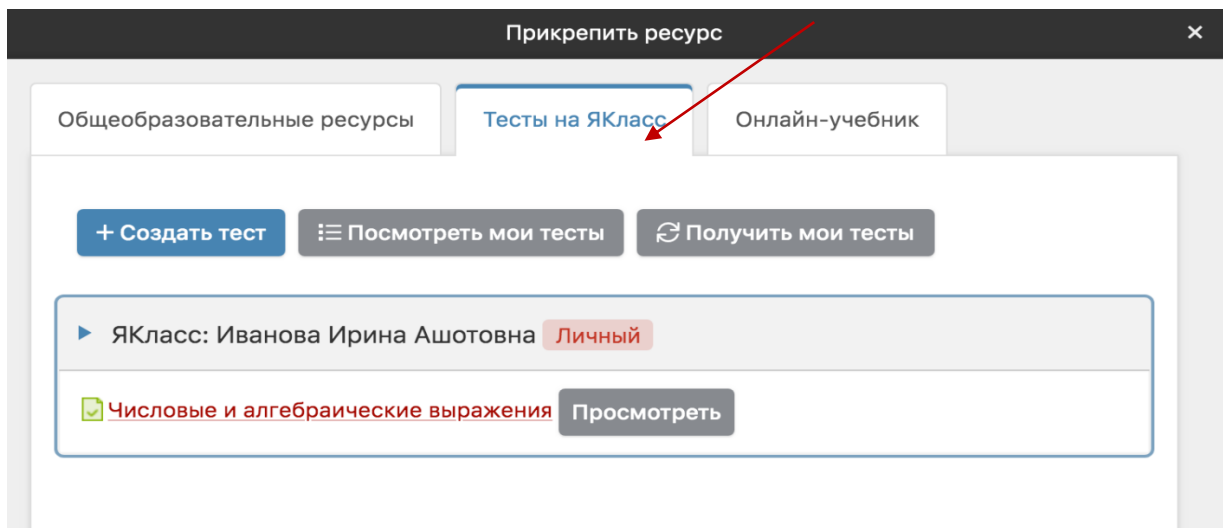 Прикрепить ресурс ×
Общеобразовательные ресурсы Тесты на ЯКласс Онлайн-учебник
+ Создать тест Посмотреть мои тесты Получить мои тесты
ЯКласс: Иванова Ирина Ашотовна Личный
Числовые и алгебраические выражения Просмотреть